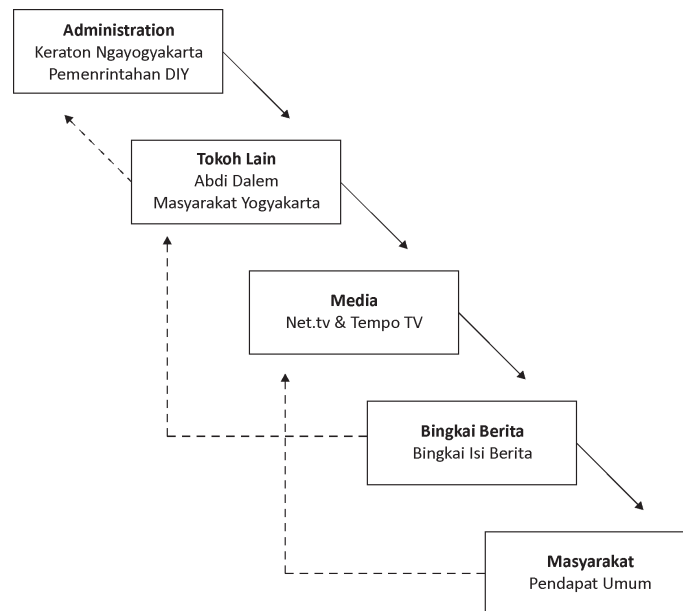 Administration
Keraton Ngayogyakarta
Pemenrintahan DIY
Tokoh Lain
Abdi Dalem
Masyarakat Yogyakarta
Media
Net.tv & Tempo TV
Bingkai Berita
Bingkai Isi Berita
Masyarakat
Pendapat Umum